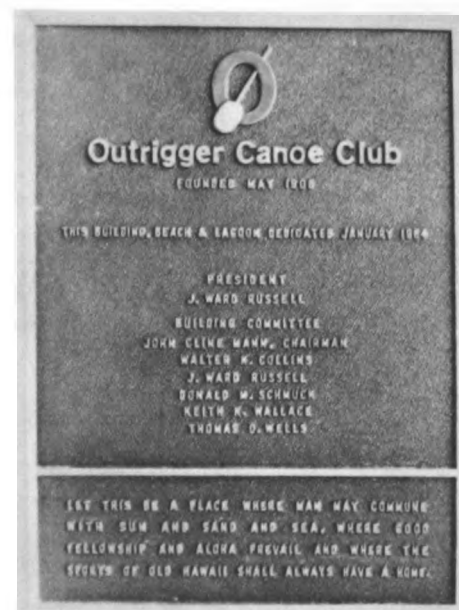 Outrigger Canoe Club
FOUNDED MAY 1908
THIS BUILDING, BEACH & LAGOON DEDICATED JANUARY 1964
PRESIDENT
J. WARD RUSSELL
BUILDING COMMITTEE
JOHN CLINE MANN, CHAIRMAN
WALTER H. COLLINS
J. WARD RUSSELL
DONALD M. SCHMUCK
KEITH K. WALLACE
THOMAS O. WELLS
LET THIS BE A PLACE WHERE MAN MAY COMMUNE
WITH SUN AND SAND AND SEA, WHERE GOOD
FELLOWSHIP AND ALOHA PREVAIL AND WHERE THE
SPORTS OF OLD HAWAII SHALL ALWAYS HAVE A HOME.